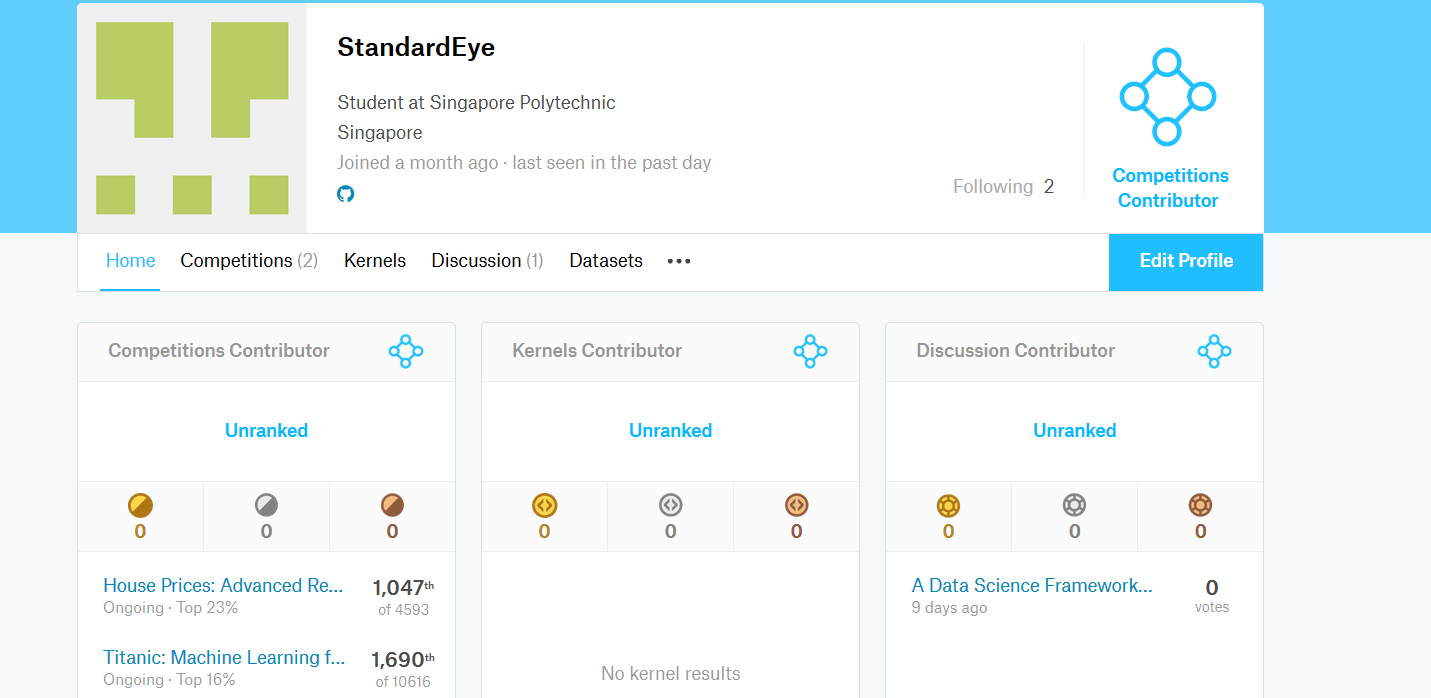 StandardEye
Student at Singapore Polytechnic
Singapore
Joined a month ago · last seen in the past day
Following 2
Competitions
Contributor
Home Competitions (2) Kernels Discussion (1) Datasets •••
Edit Profile
Competitions Contributor
Unranked
0 0 0
House Prices: Advanced Re... 1,047th
Ongoing · Top 23% of 4593
Titanic: Machine Learning f... 1,690th
Ongoing · Top 16% of 10616
Kernels Contributor
Unranked
0 0 0
No kernel results
Discussion Contributor
Unranked
0 0 0
A Data Science Framework... 0
9 days ago votes